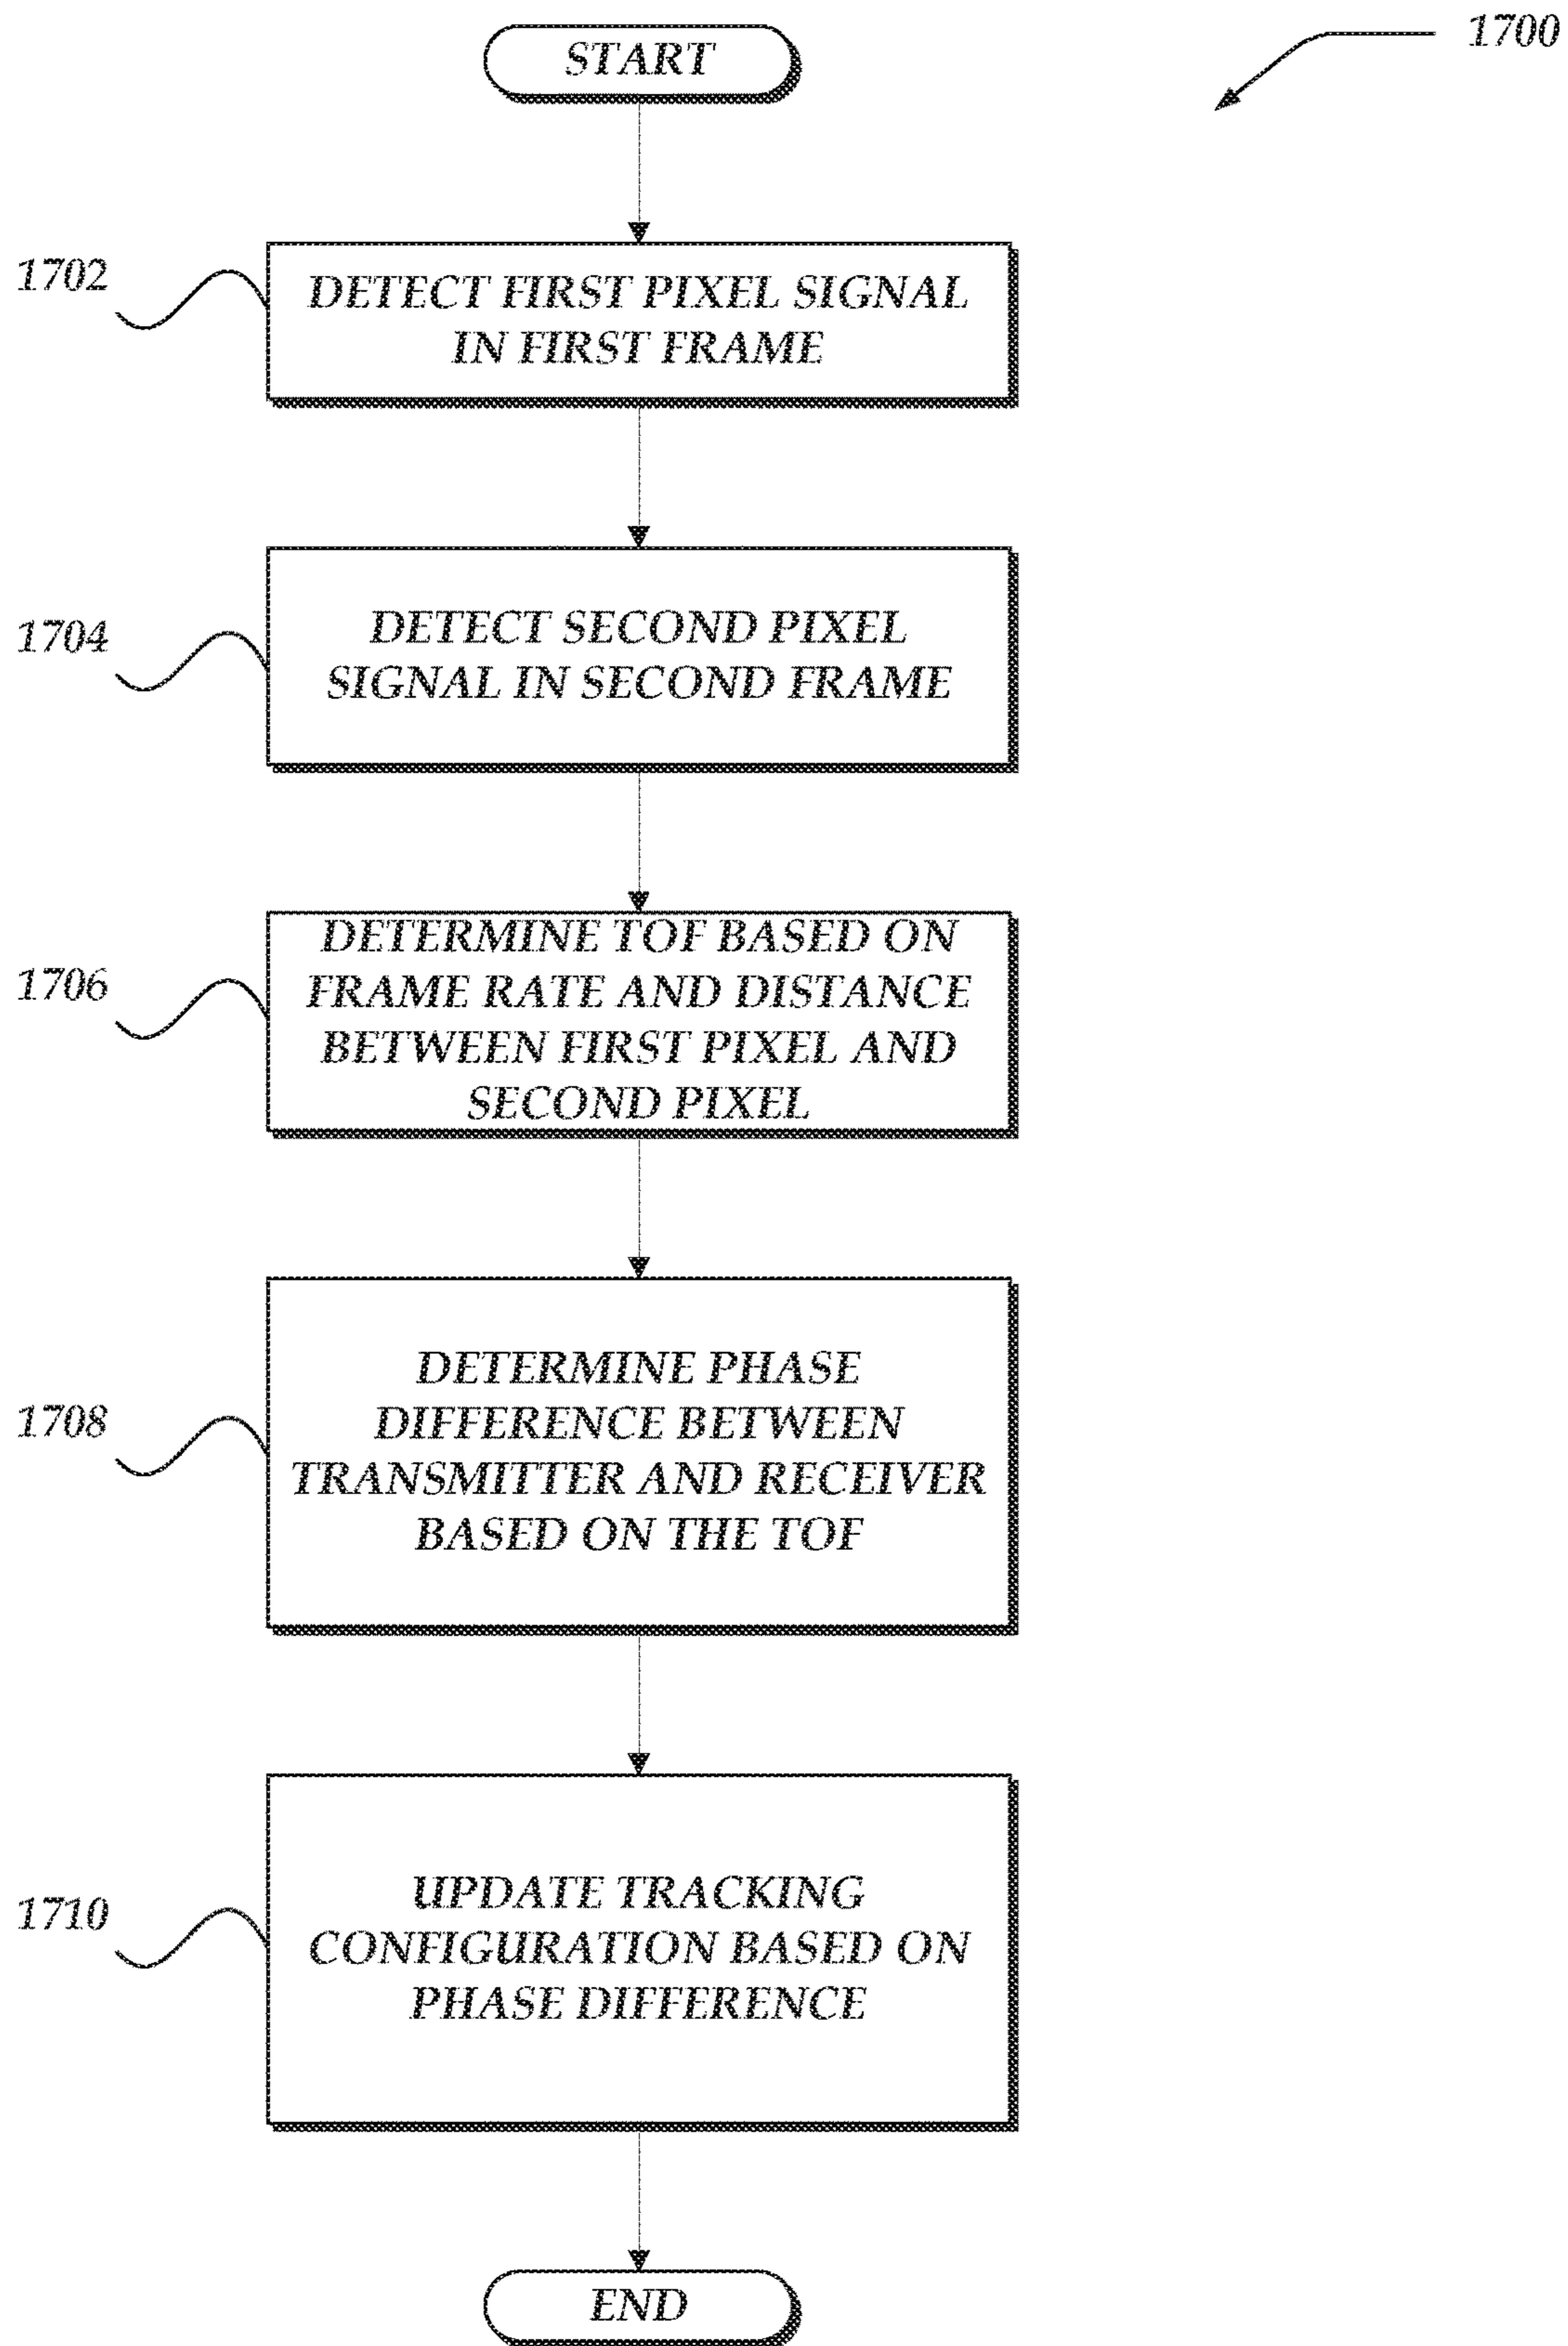 START
1700
1702
DETECT FIRST PIXEL SIGNAL
IN FIRST FRAME
1704
DETECT SECOND PIXEL
SIGNAL IN SECOND FRAME
1706
DETERMINE TOF BASED ON
FRAME RATE AND DISTANCE
BETWEEN FIRST PIXEL AND
SECOND PIXEL
1708
DETERMINE PHASE
DIFFERENCE BETWEEN
TRANSMITTER AND RECEIVER
BASED ON THE TOF
1710
UPDATE TRACKING
CONFIGURATION BASED ON
PHASE DIFFERENCE
END